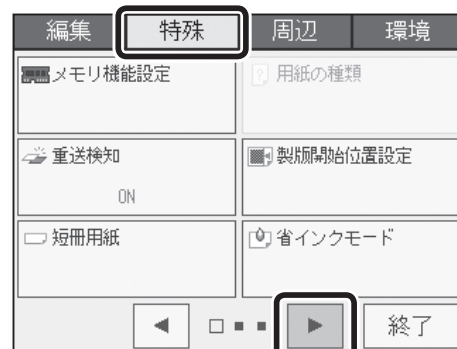 編集 特殊 周辺 環境
メモリ機能設定 用紙の種類
重送検知 製版開始位置設定
ON
短冊用紙 省インクモード
終了